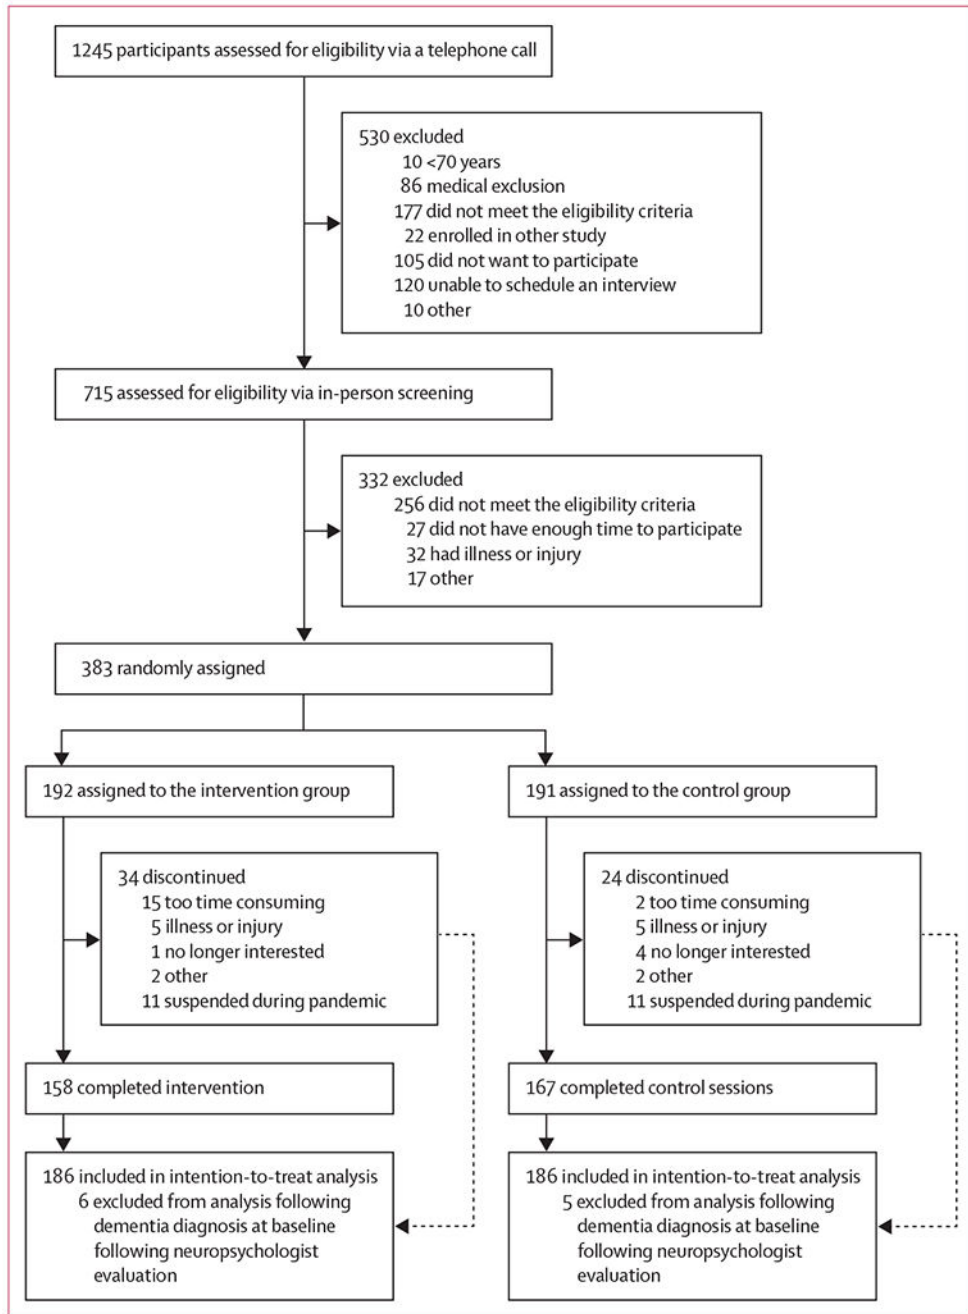 1245 participants assessed for eligibility via a telephone call
530 excluded
10 <70 years
86 medical exclusion
177 did not meet the eligibility criteria
22 enrolled in other study
105 did not want to participate
120 unable to schedule an interview
10 other
715 assessed for eligibility via in-person screening
332 excluded
256 did not meet the eligibility criteria
27 did not have enough time to participate
32 had illness or injury
17 other
383 randomly assigned
192 assigned to the intervention group
191 assigned to the control group
34 discontinued
15 too time consuming
5 illness or injury
1 no longer interested
2 other
11 suspended during pandemic
24 discontinued
2 too time consuming
5 illness or injury
4 no longer interested
2 other
11 suspended during pandemic
158 completed intervention
167 completed control sessions
186 included in intention-to-treat analysis
6 excluded from analysis following
dementia diagnosis at baseline
following neuropsychologist
evaluation
186 included in intention-to-treat analysis
5 excluded from analysis following
dementia diagnosis at baseline
following neuropsychologist
evaluation